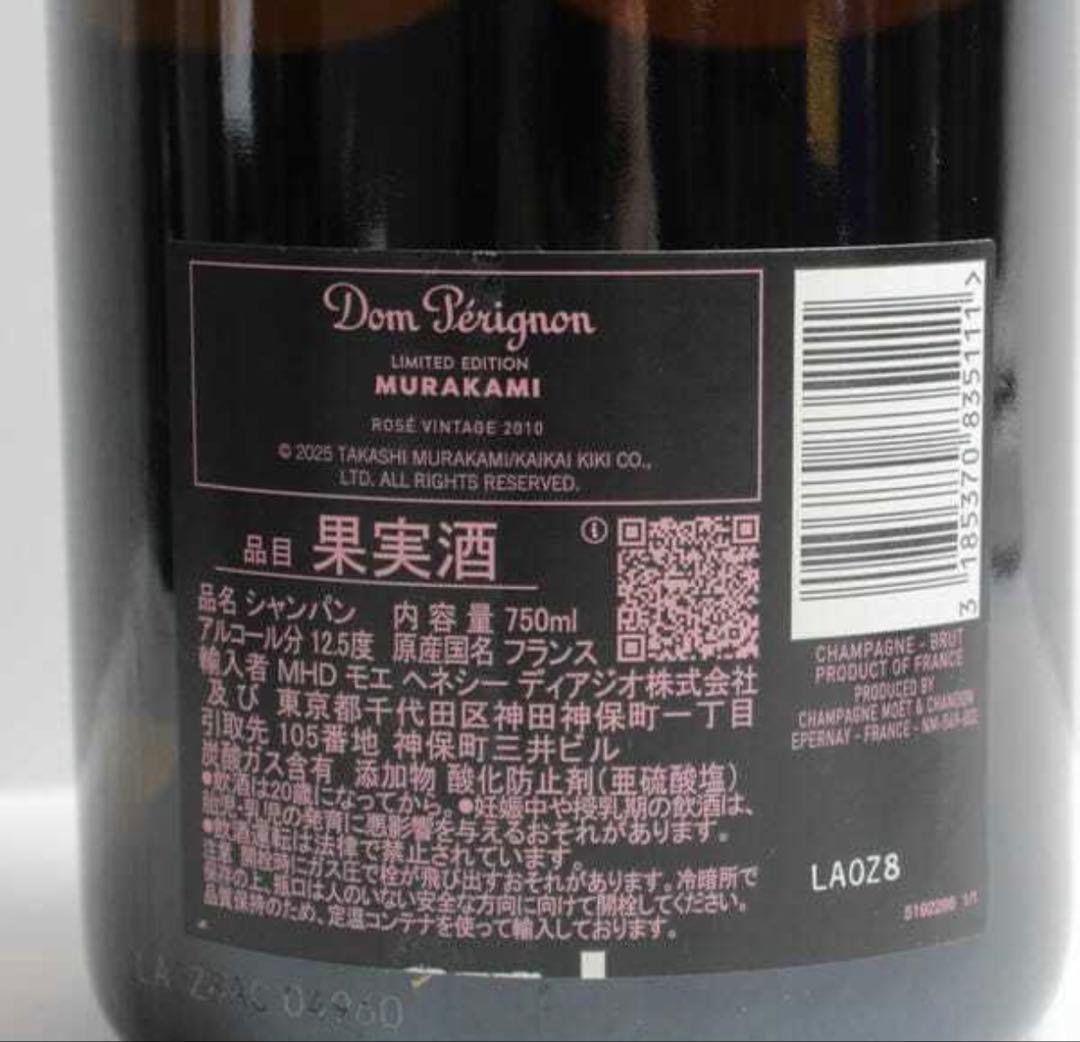 Dom Pérignon
LIMITED EDITION
MURAKAMI
ROSÉ VINTAGE 2010
© 2025 TAKASHI MURAKAMI/KAIKAI KIKI CO.,
LTD. ALL RIGHTS RESERVED.
品目 果実酒
品名 シャンパン 内容量 750ml
アルコール分 12.5度 原産国名 フランス
輸入者 MHD モエ ヘネシー ディアジオ株式会社
及び 東京都千代田区神田神保町一丁目
引取先 105番地 神保町三井ビル
炭酸ガス含有 添加物 酸化防止剤(亜硫酸塩)
●飲酒は20歳になってから。●妊娠中や授乳期の飲酒は、
胎児・乳児の発育に悪影響を与えるおそれがあります。
●飲酒運転は法律で禁止されています。
注意 開栓時にガス圧で栓が飛び出すおそれがあります。冷暗所で
保存の上、瓶口は人のいない安全な方向に向けて開栓してください。
品質保持のため、定温コンテナを使って輸入しております。
3 185370 835111 >
CHAMPAGNE - BRUT
PRODUCT OF FRANCE
PRODUCED BY
CHAMPAGNE MOËT & CHANDON
EPERNAY - FRANCE -
LA0Z8